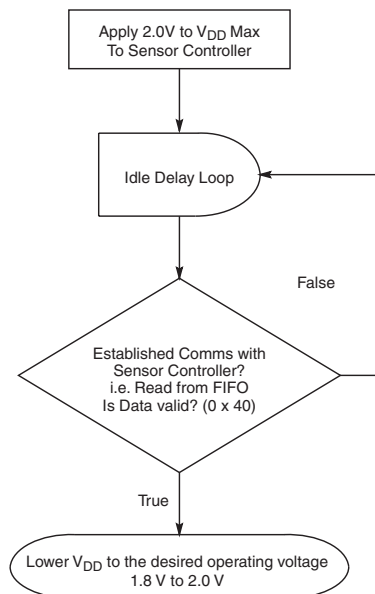 Apply 2.0V to VDD Max
To Sensor Controller
Idle Delay Loop
False
Established Comms with
Sensor Controller?
i.e. Read from FIFO
Is Data valid? (0 x 40)
True
Lower VDD to the desired operating voltage
1.8 V to 2.0 V